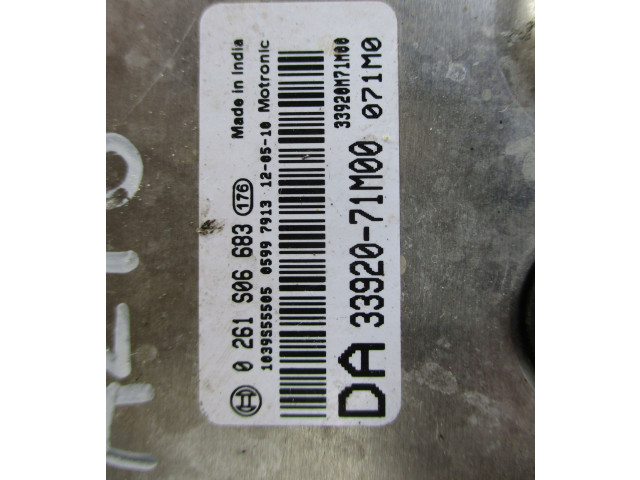 Made in India
0 261 S06 683 176
1039S55505 0599 7913 12-05-10 Motronic
33920M71M00
DA 33920-71M00 071M0